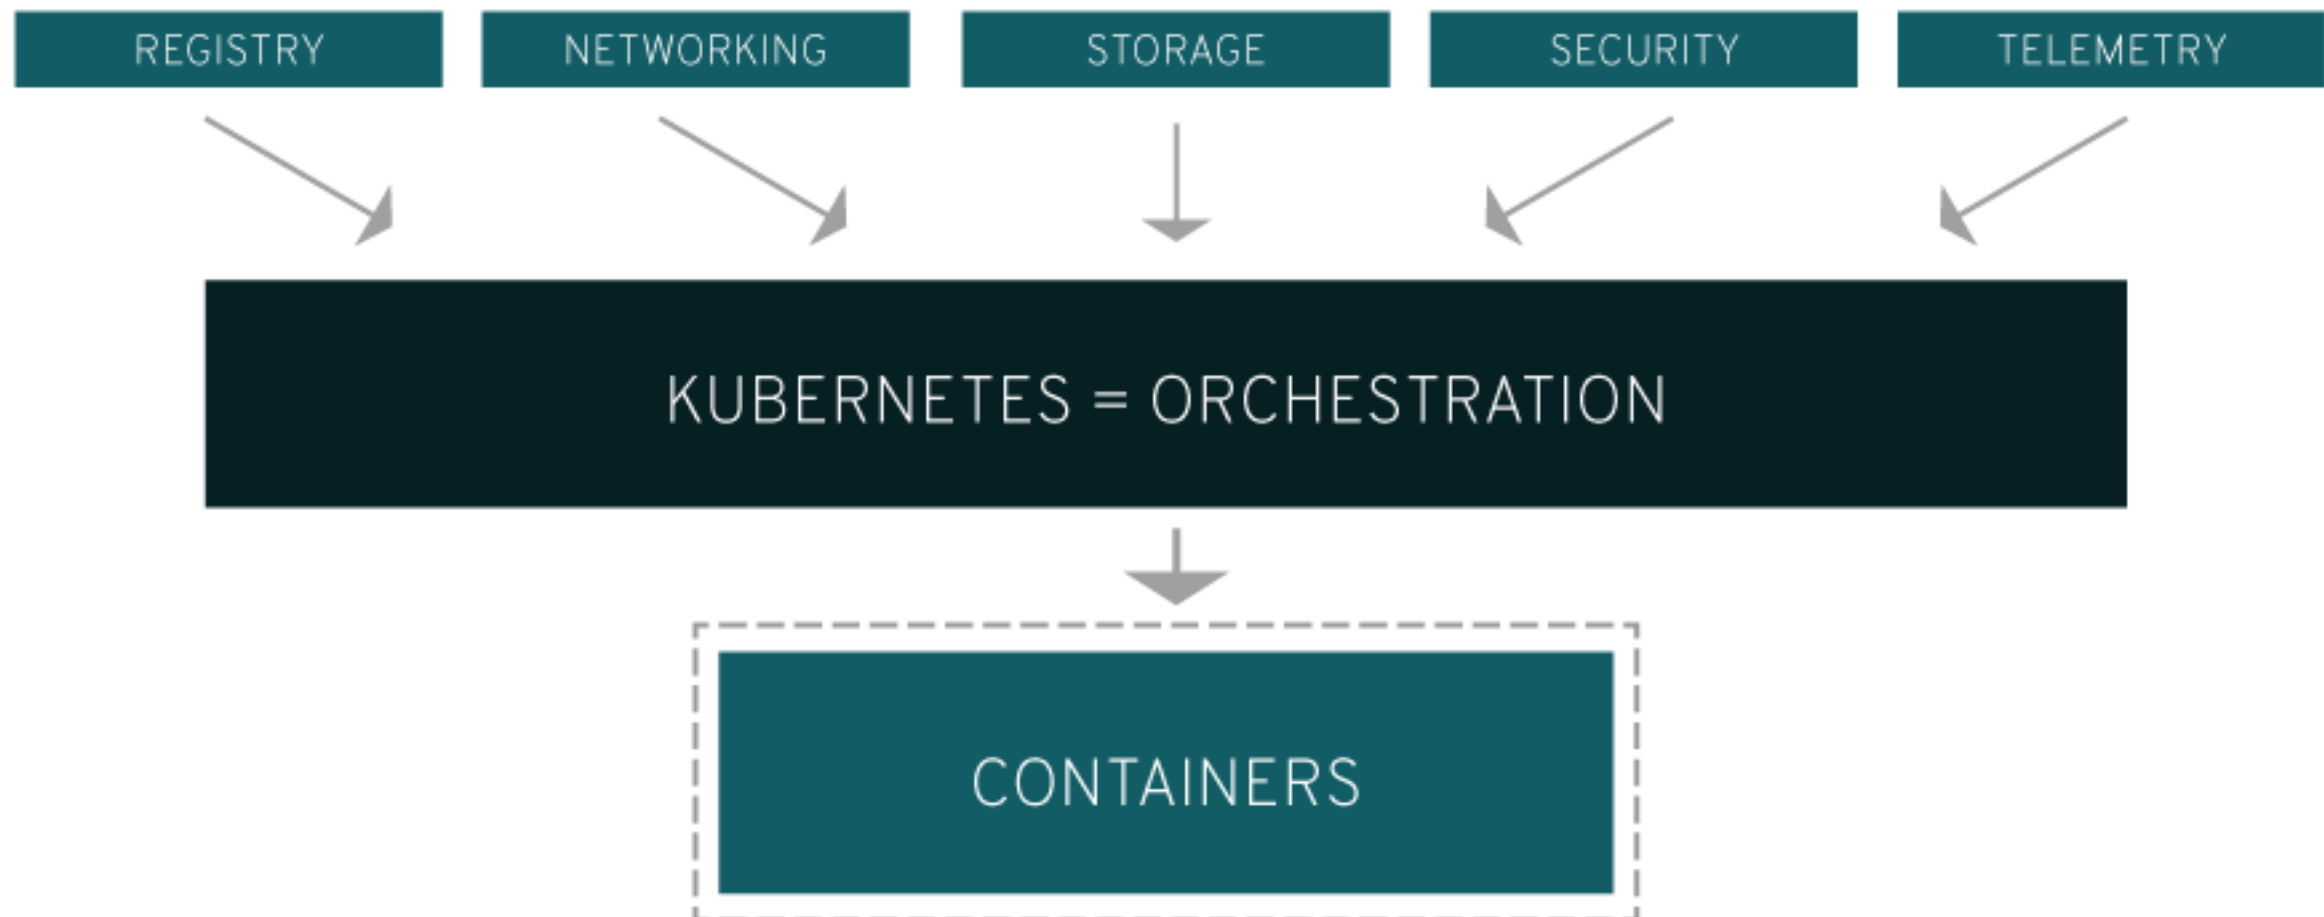 REGISTRY
NETWORKING
STORAGE
SECURITY
TELEMETRY
KUBERNETES = ORCHESTRATION
CONTAINERS